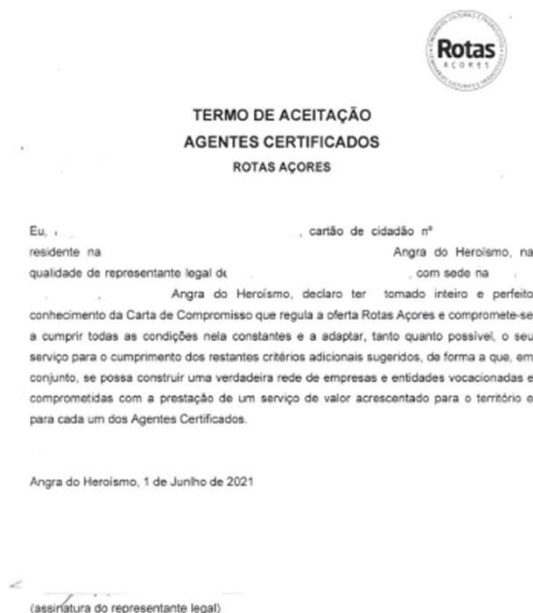 Rotas
AÇORES
TERMO DE ACEITAÇÃO
AGENTES CERTIFICADOS
ROTAS AÇORES
Eu, , cartão de cidadão nº
residente na Angra do Heroísmo, na
qualidade de representante legal de , com sede na
, Angra do Heroísmo, declaro ter tomado inteiro e perfeito
conhecimento da Carta de Compromisso que regula a oferta Rotas Açores e compromete-se
a cumprir todas as condições nela constantes e a adaptar, tanto quanto possível, o seu
serviço para o cumprimento dos restantes critérios adicionais sugeridos, de forma a que, em
conjunto, se possa construir uma verdadeira rede de empresas e entidades vocacionadas e
comprometidas com a prestação de um serviço de valor acrescentado para o território e
para cada um dos Agentes Certificados.
Angra do Heroísmo, 1 de Junho de 2021
(assinatura do representante legal)